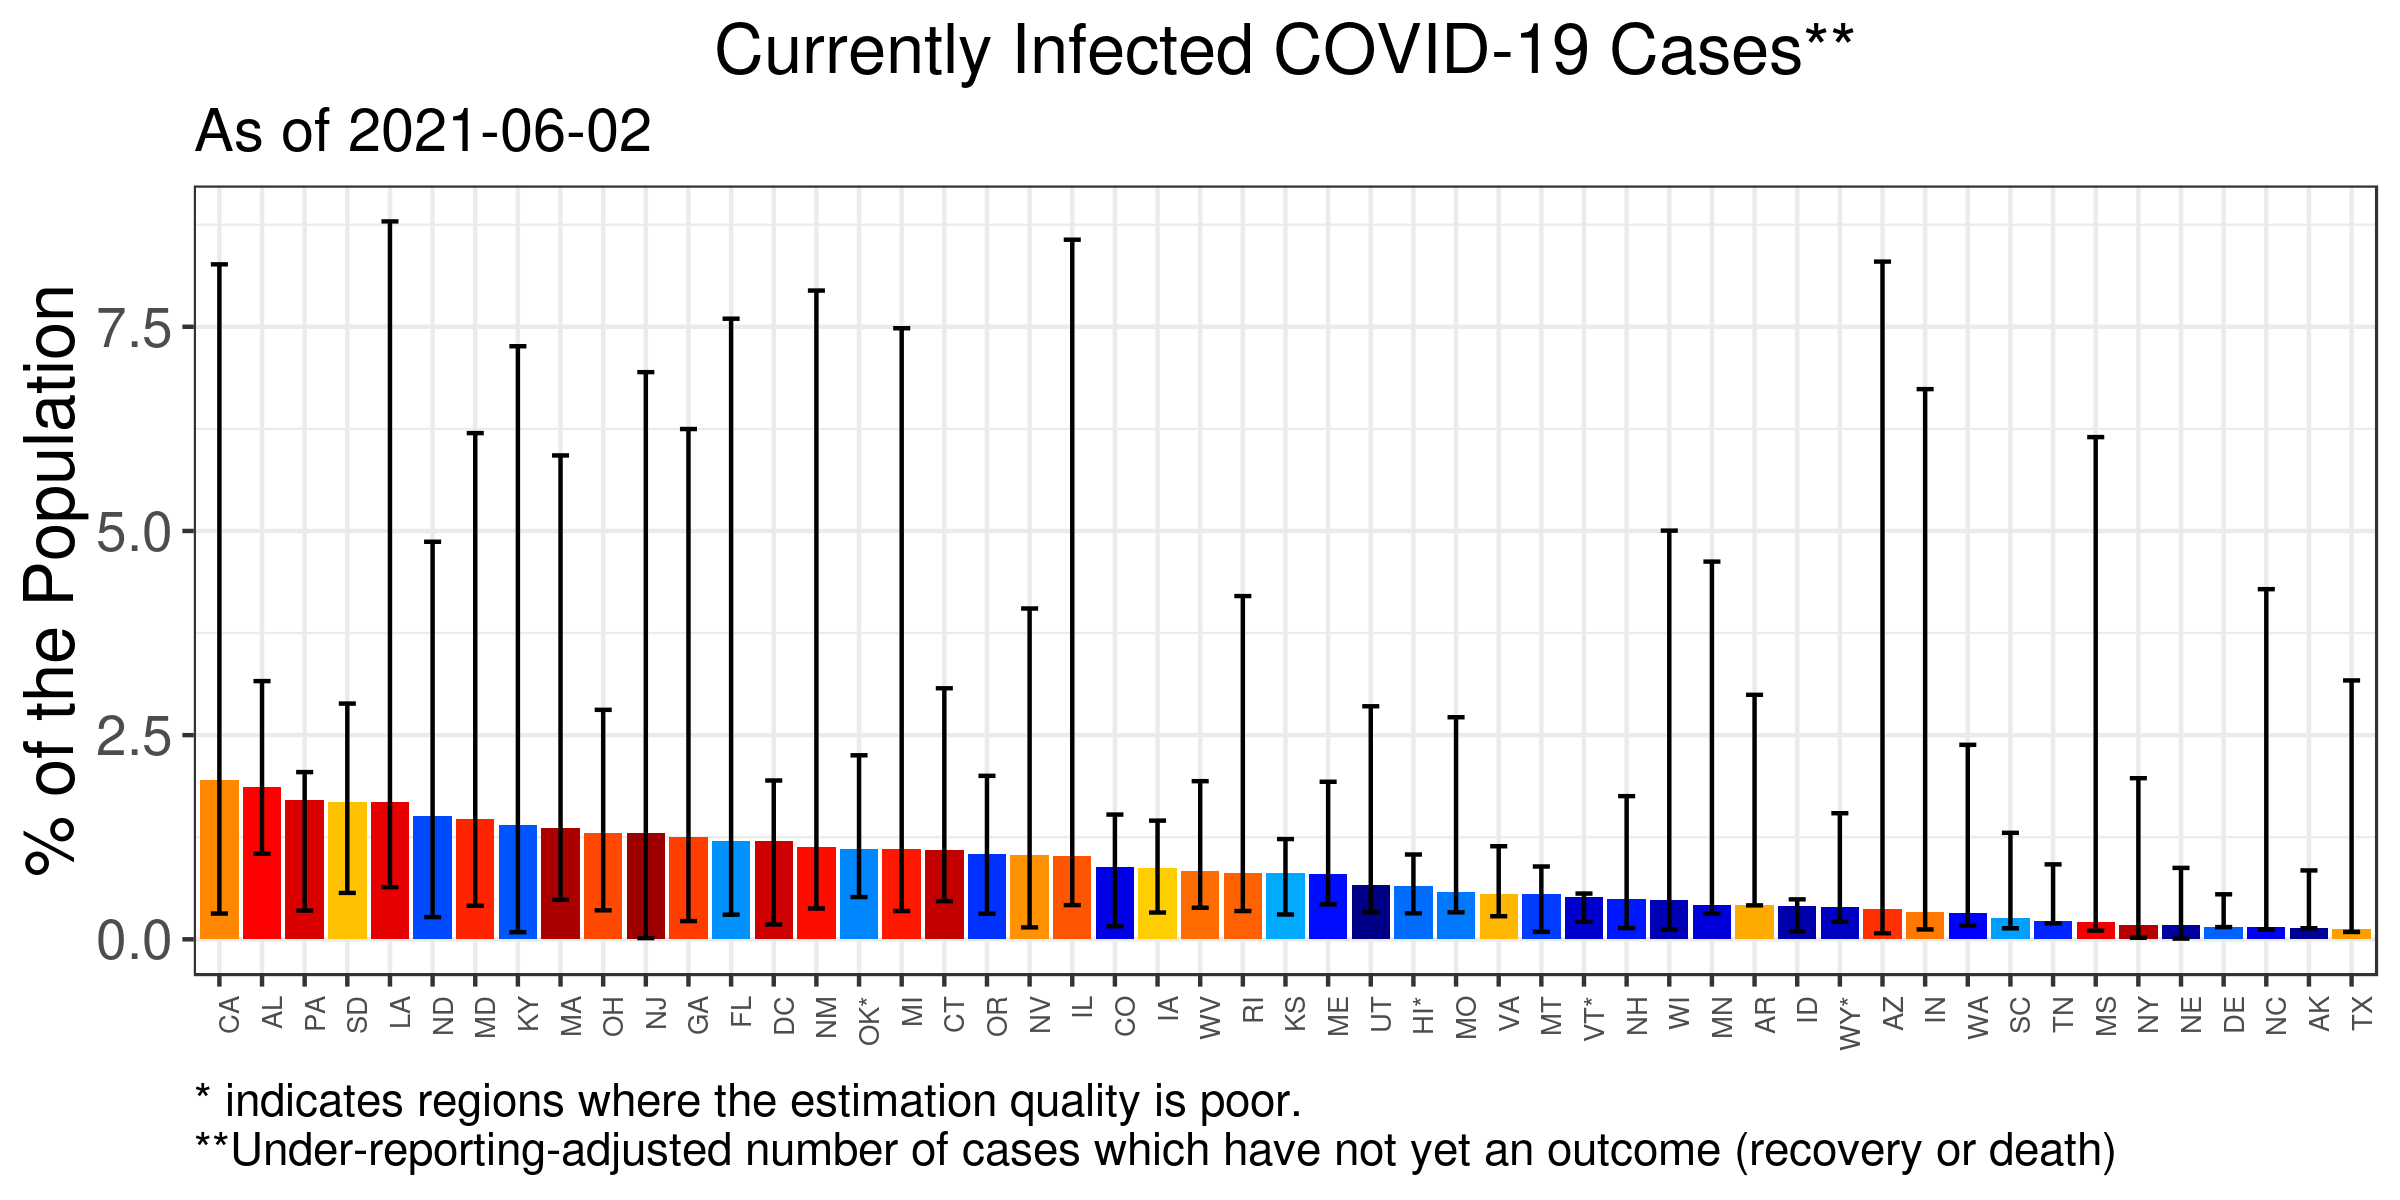 Currently Infected COVID-19 Cases**
As of 2021-06-02
% of the Population
7.5
5.0
2.5
0.0
CA AL PA SD LA ND MD KY MA OH NJ GA FL DC NM OK* MI CT OR NV IL CO IA WV RI KS ME UT HI* MO VA MT VT* NH WI MN AR ID WY* AZ IN WA SC TN MS NY NE DE NC AK TX
* indicates regions where the estimation quality is poor.
**Under-reporting-adjusted number of cases which have not yet an outcome (recovery or death)